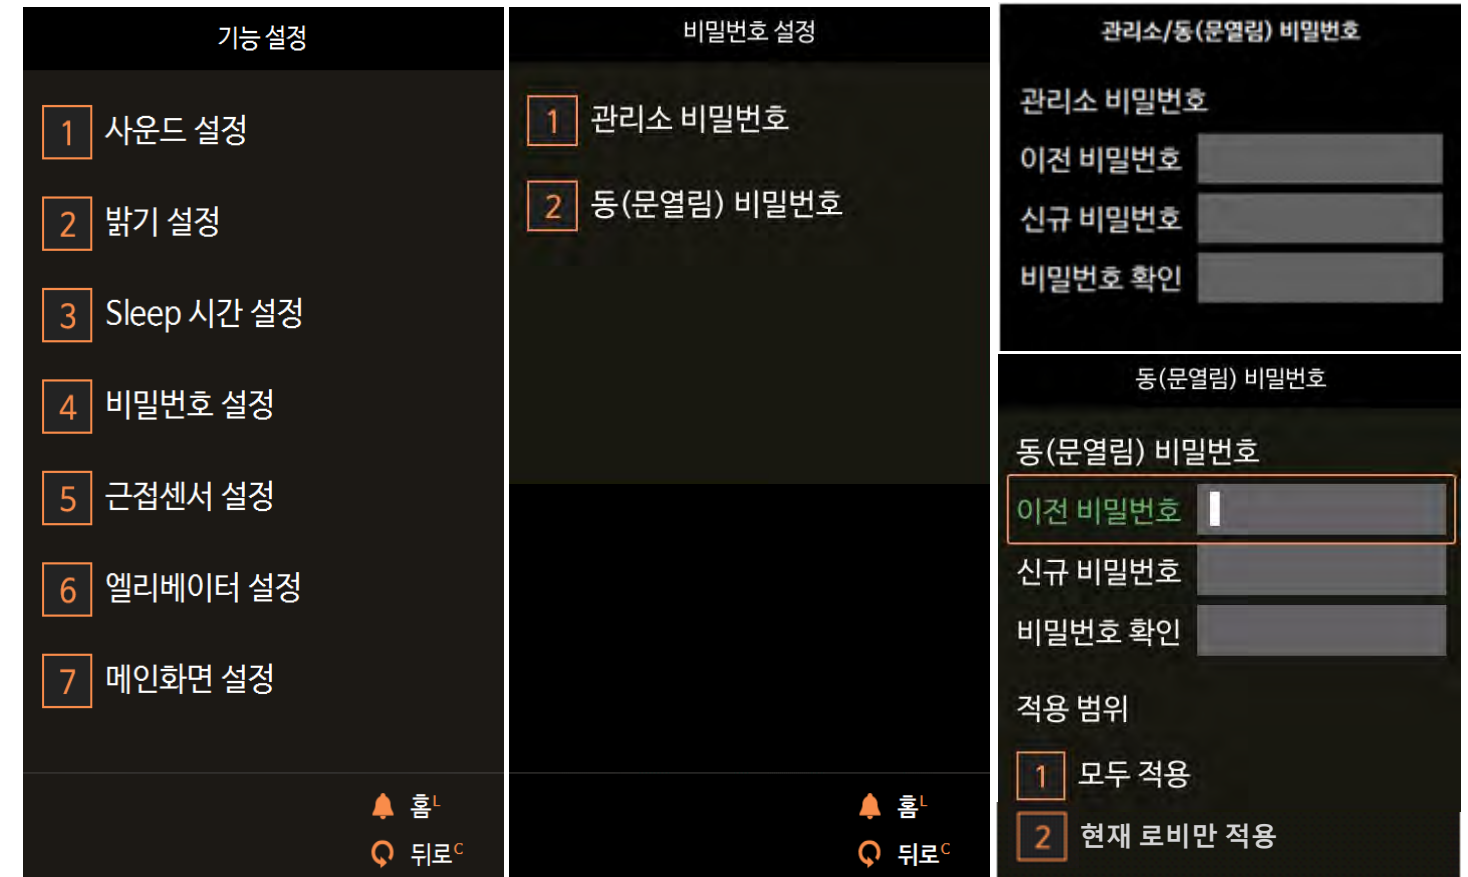 기능 설정
1 사운드 설정
2 밝기 설정
3 Sleep 시간 설정
4 비밀번호 설정
5 근접센서 설정
6 엘리베이터 설정
7 메인화면 설정
홈L
뒤로C
비밀번호 설정
1 관리소 비밀번호
2 동(문열림) 비밀번호
홈L
뒤로C
관리소/동(문열림) 비밀번호
관리소 비밀번호
이전 비밀번호
신규 비밀번호
비밀번호 확인
동(문열림) 비밀번호
동(문열림) 비밀번호
이전 비밀번호
신규 비밀번호
비밀번호 확인
적용 범위
1 모두 적용
2 현재 로비만 적용